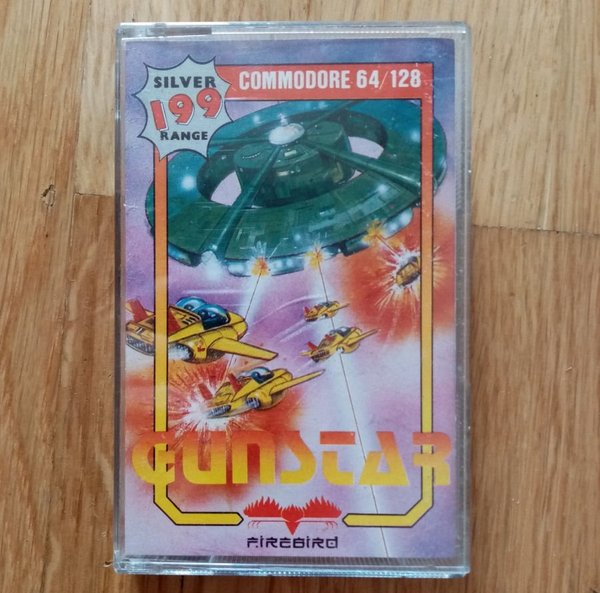 SILVER
199
RANGE
COMMODORE 64/128
GUNSTAR
FIREBIRD